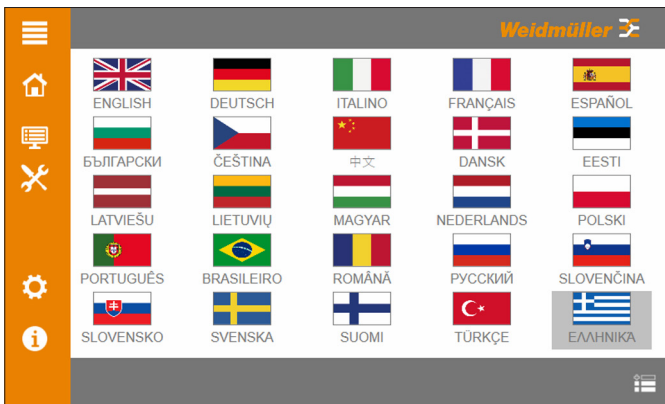 Weidmüller
ENGLISH DEUTSCH ITALINO FRANÇAIS ESPAÑOL
БЪЛГАРСКИ ČEŠTINA 中文 DANSK EESTI
LATVIEŠU LIETUVIŲ MAGYAR NEDERLANDS POLSKI
PORTUGUÊS BRASILEIRO ROMÂNĂ РУССКИЙ SLOVENČINA
SLOVENSKO SVENSKA SUOMI TÜRKÇE ΕΛΛΗΝΙΚΆ